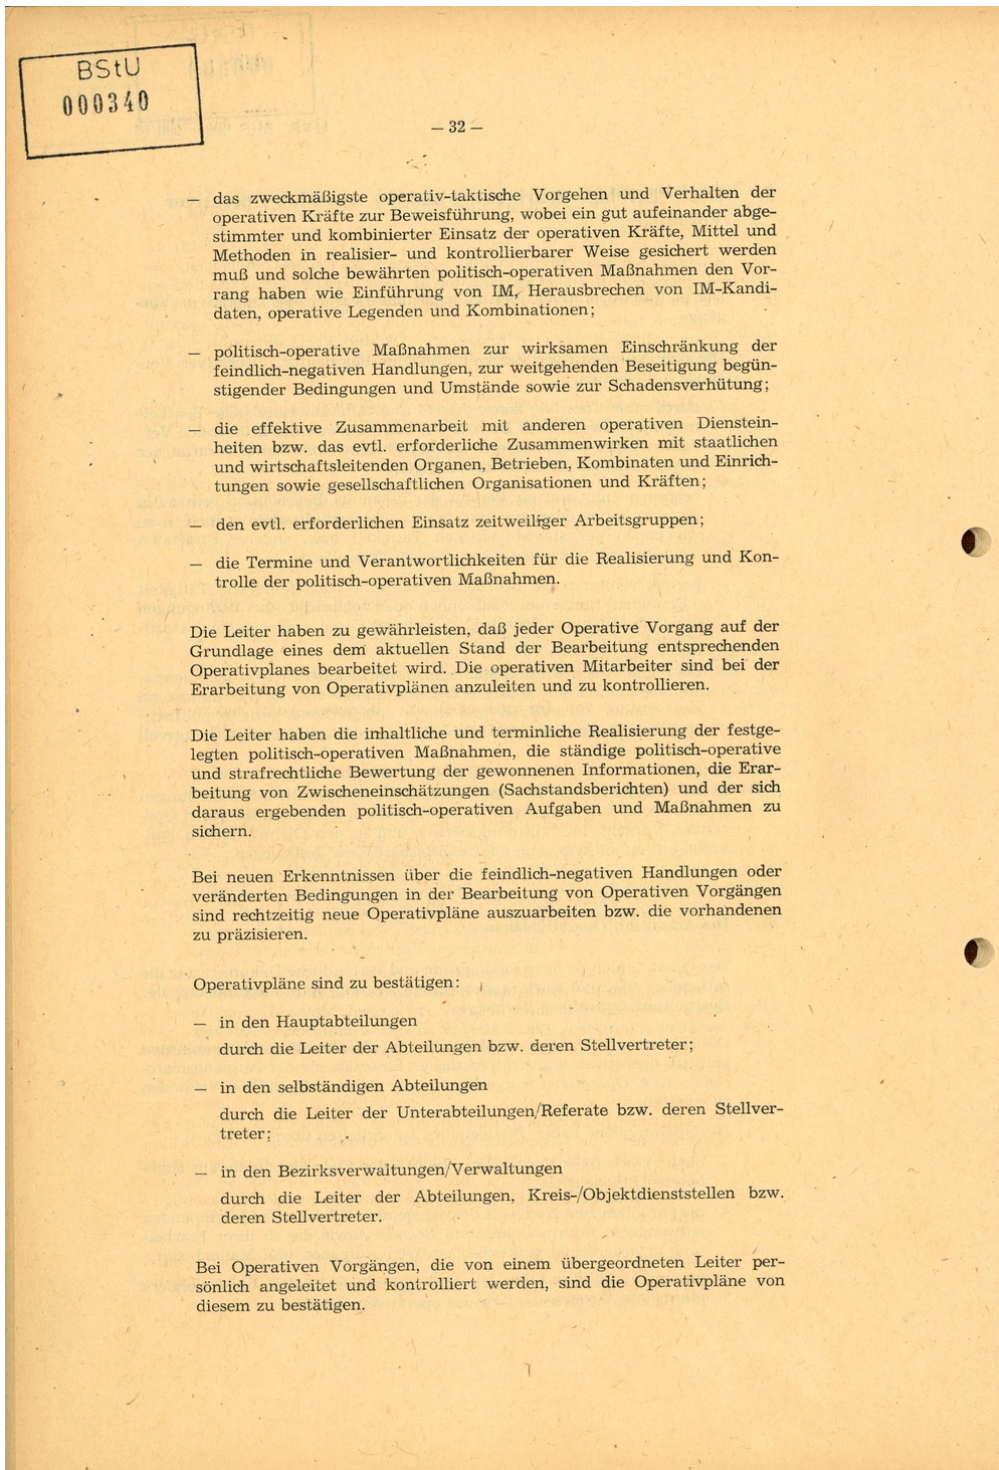 BStU
000340
— 32 —
— das zweckmäßigste operativ-taktische Vorgehen und Verhalten der
operativen Kräfte zur Beweisführung, wobei ein gut aufeinander abge-
stimmter und kombinierter Einsatz der operativen Kräfte, Mittel und
Methoden in realisier- und kontrollierbarer Weise gesichert werden
muß und solche bewährten politisch-operativen Maßnahmen den Vor-
rang haben wie Einführung von IM, Herausbrechen von IM-Kandi-
daten, operative Legenden und Kombinationen;
— politisch-operative Maßnahmen zur wirksamen Einschränkung der
feindlich-negativen Handlungen, zur weitgehenden Beseitigung begün-
stigender Bedingungen und Umstände sowie zur Schadensverhütung;
— die effektive Zusammenarbeit mit anderen operativen Dienstein-
heiten bzw. das evtl. erforderliche Zusammenwirken mit staatlichen
und wirtschaftsleitenden Organen, Betrieben, Kombinaten und Einrich-
tungen sowie gesellschaftlichen Organisationen und Kräften;
— den evtl. erforderlichen Einsatz zeitweiliger Arbeitsgruppen;
— die Termine und Verantwortlichkeiten für die Realisierung und Kon-
trolle der politisch-operativen Maßnahmen.
Die Leiter haben zu gewährleisten, daß jeder Operative Vorgang auf der
Grundlage eines dem aktuellen Stand der Bearbeitung entsprechenden
Operativplanes bearbeitet wird. Die operativen Mitarbeiter sind bei der
Erarbeitung von Operativplänen anzuleiten und zu kontrollieren.
Die Leiter haben die inhaltliche und terminliche Realisierung der festge-
legten politisch-operativen Maßnahmen, die ständige politisch-operative
und strafrechtliche Bewertung der gewonnenen Informationen, die Erar-
beitung von Zwischeneinschätzungen (Sachstandsberichten) und der sich
daraus ergebenden politisch-operativen Aufgaben und Maßnahmen zu
sichern.
Bei neuen Erkenntnissen über die feindlich-negativen Handlungen oder
veränderten Bedingungen in der Bearbeitung von Operativen Vorgängen
sind rechtzeitig neue Operativpläne auszuarbeiten bzw. die vorhandenen
zu präzisieren.
Operativpläne sind zu bestätigen:
— in den Hauptabteilungen
durch die Leiter der Abteilungen bzw. deren Stellvertreter;
— in den selbständigen Abteilungen
durch die Leiter der Unterabteilungen/Referate bzw. deren Stellver-
treter;
— in den Bezirksverwaltungen/Verwaltungen
durch die Leiter der Abteilungen, Kreis-/Objektdienststellen bzw.
deren Stellvertreter.
Bei Operativen Vorgängen, die von einem übergeordneten Leiter per-
sönlich angeleitet und kontrolliert werden, sind die Operativpläne von
diesem zu bestätigen.